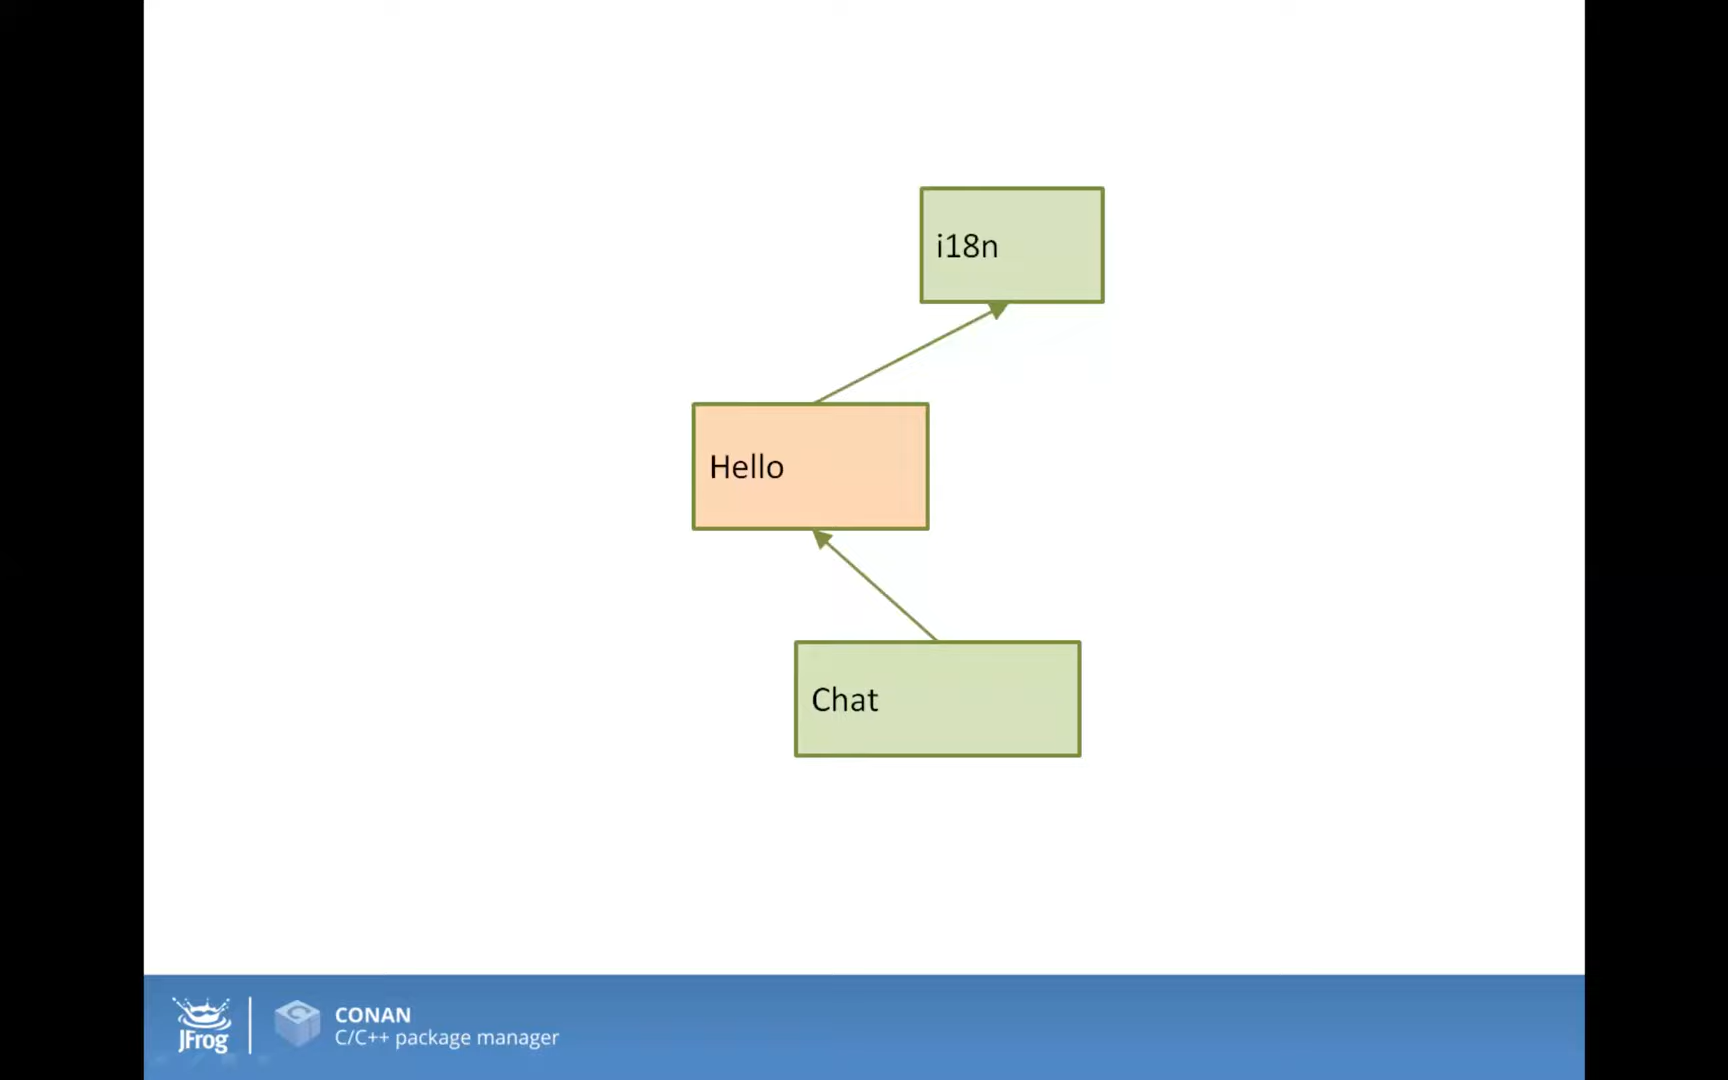 i18n
Hello
Chat
JFrog
CONAN
C/C++ package manager